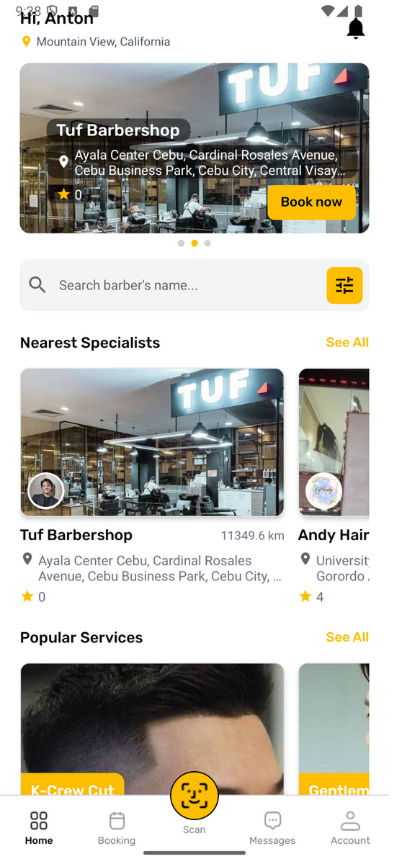 9:38
Hi, Anton
Mountain View, California
TUF
Tuf Barbershop
Ayala Center Cebu, Cardinal Rosales Avenue,
Cebu Business Park, Cebu City, Central Visay...
0
Book now
Search barber's name...
Nearest Specialists
See All
TUF
Tuf Barbershop
11349.6 km
Andy Hair
Ayala Center Cebu, Cardinal Rosales
Avenue, Cebu Business Park, Cebu City, ...
Universit
Gorordo
0
4
Popular Services
See All
K-Crew Cut
Gentlem
Home
Booking
Scan
Messages
Account